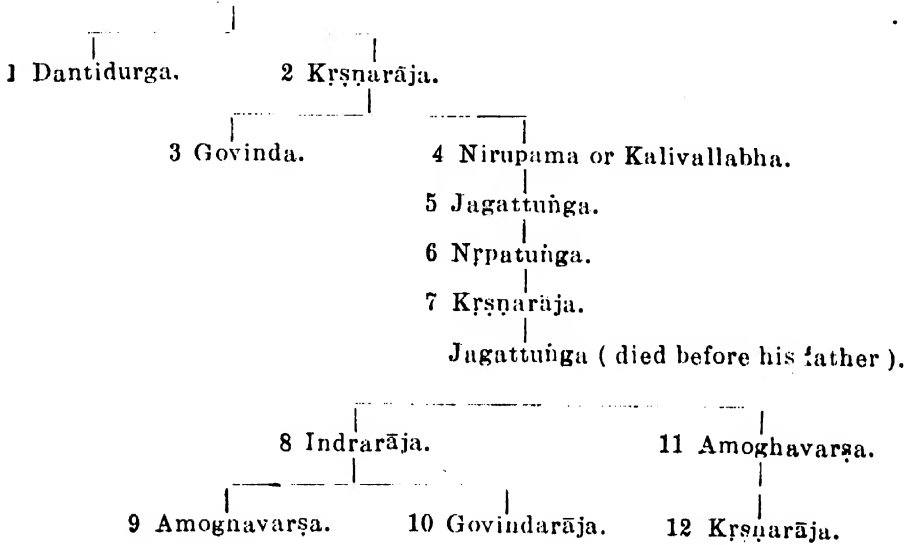 1 Dantidurga. 2 Kṛṣṇarāja.
3 Govinda. 4 Nirupama or Kalivallabha.
5 Jagattuṅga.
6 Nṛpatuṅga.
7 Kṛṣṇarāja.
Jagattuṅga ( died before his father ).
8 Indrarāja. 11 Amoghavarṣa.
9 Amoghavarṣa. 10 Govindarāja. 12 Kṛṣṇarāja.